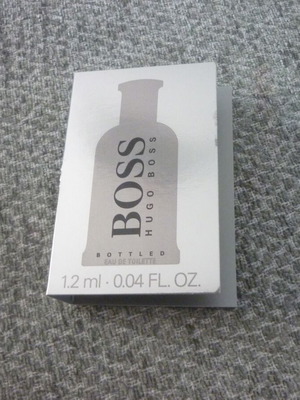 BOSS
HUGO BOSS
BOTTLED
EAU DE TOILETTE
1.2 ml · 0.04 FL. OZ.